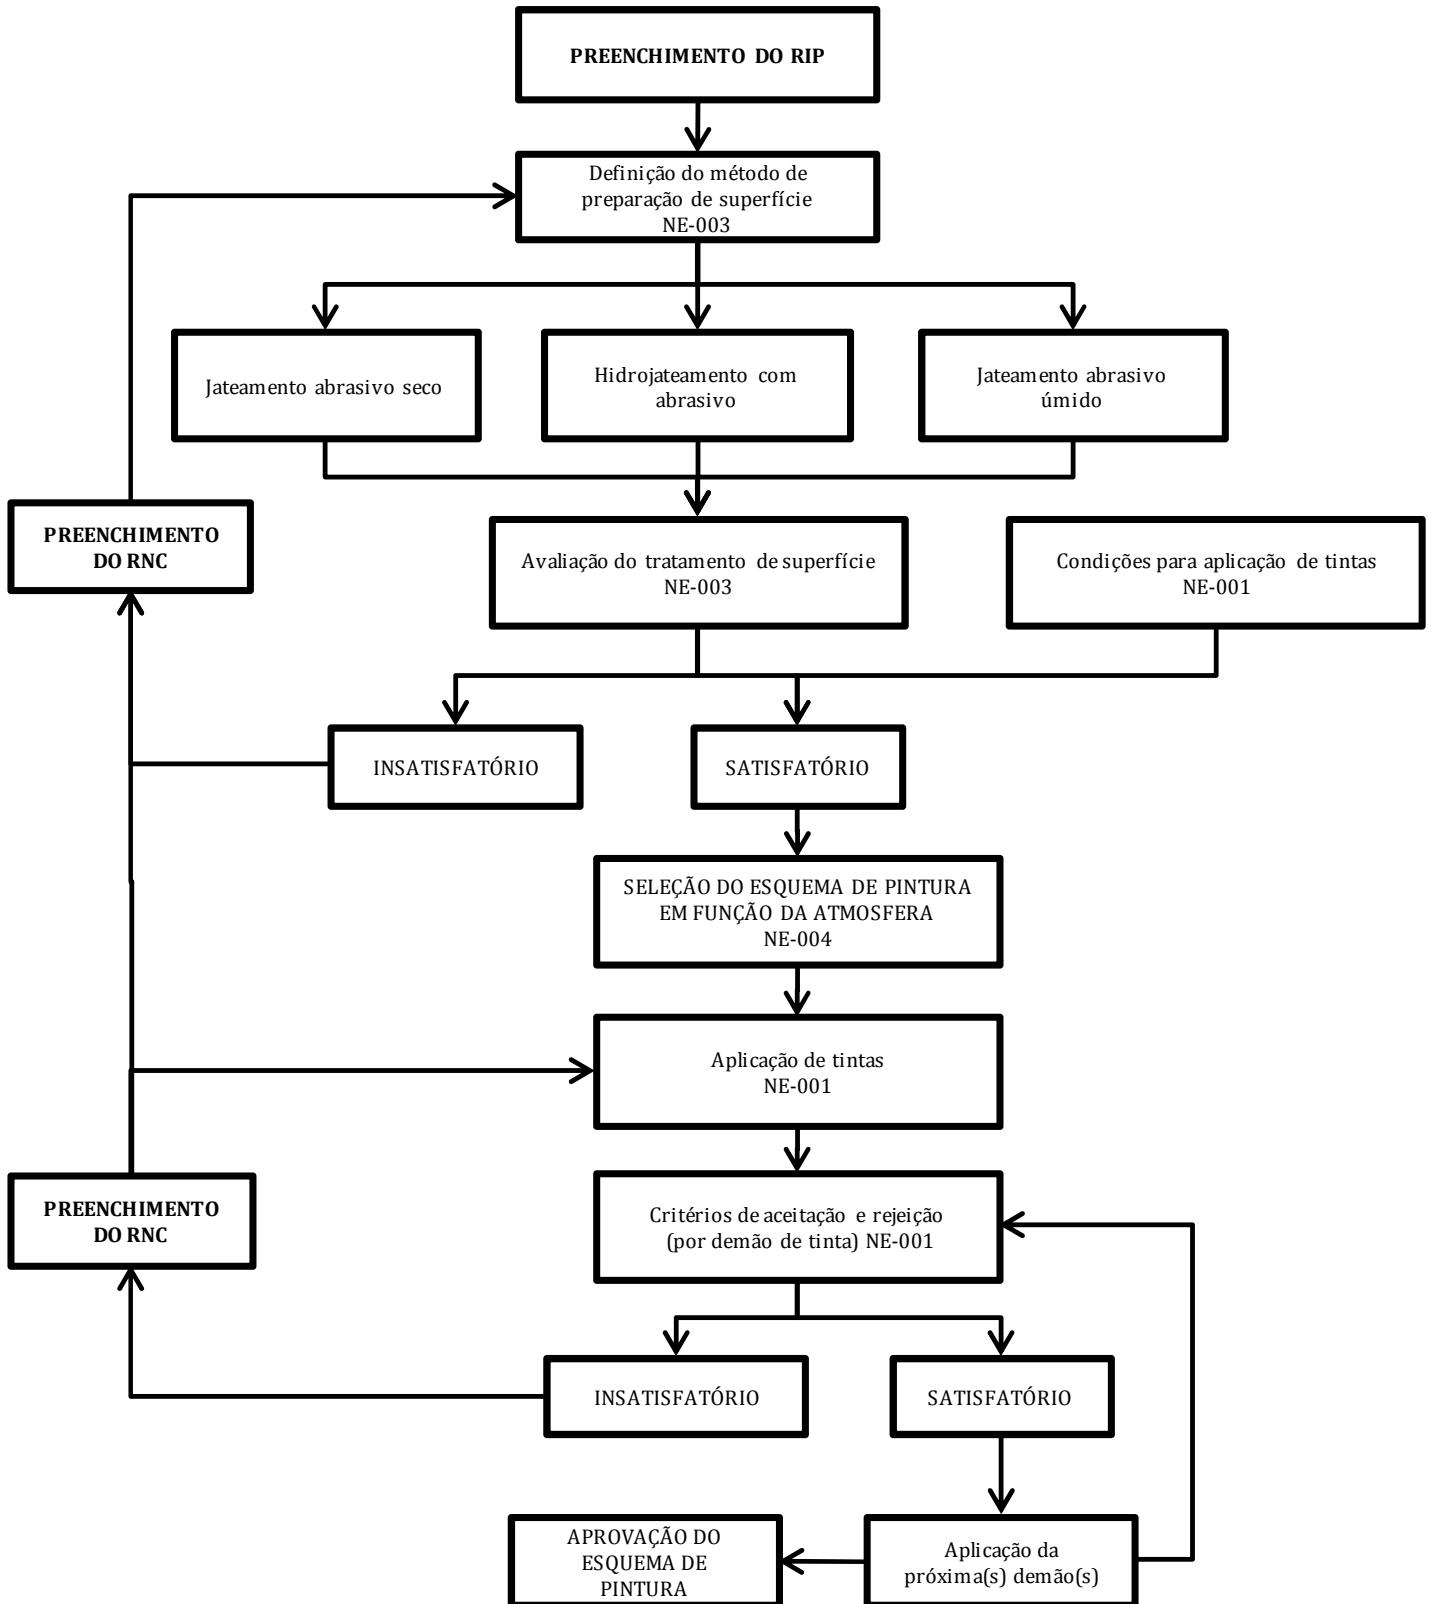 PREENCHIMENTO DO RIP
Definição do método de
preparação de superfície
NE-003
Jateamento abrasivo seco
Hidrojateamento com
abrasivo
Jateamento abrasivo
úmido
PREENCHIMENTO
DO RNC
Avaliação do tratamento de superfície
NE-003
Condições para aplicação de tintas
NE-001
INSATISFATÓRIO
SATISFATÓRIO
SELEÇÃO DO ESQUEMA DE PINTURA
EM FUNÇÃO DA ATMOSFERA
NE-004
Aplicação de tintas
NE-001
PREENCHIMENTO
DO RNC
Critérios de aceitação e rejeição
(por demão de tinta) NE-001
INSATISFATÓRIO
SATISFATÓRIO
APROVAÇÃO DO
ESQUEMA DE
PINTURA
Aplicação da
próxima(s) demão(s)